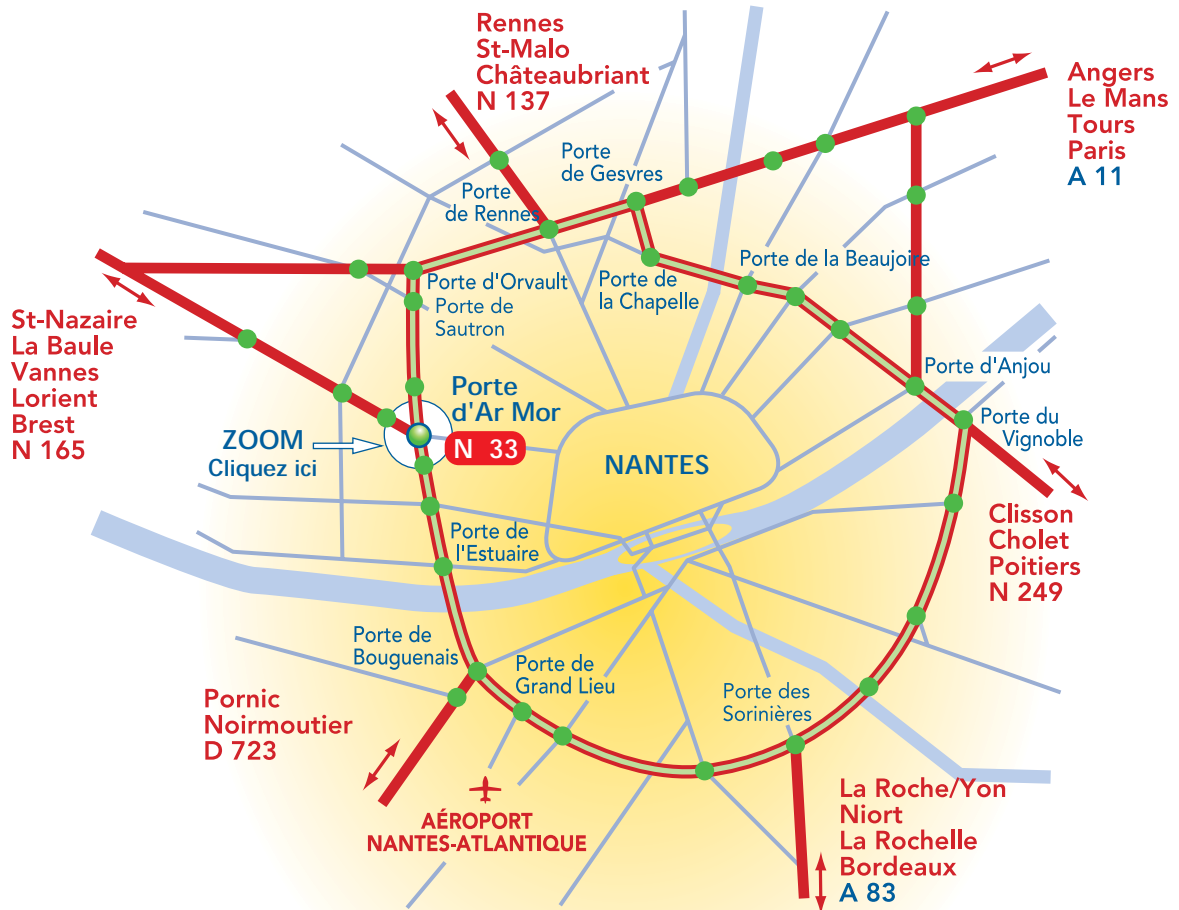 Rennes
St-Malo
Châteaubriant
N 137
Angers
Le Mans
Tours
Paris
A 11
Porte
de Gesvres
Porte
de Rennes
Porte de la Beaujoire
Porte d'Orvault
Porte de
la Chapelle
Porte de
Sautron
St-Nazaire
La Baule
Vannes
Lorient
Brest
N 165
Porte d'Anjou
Porte
d'Ar Mor
N 33
ZOOM
Cliquez ici
NANTES
Porte du
Vignoble
Clisson
Cholet
Poitiers
N 249
Porte de
l'Estuaire
Porte de
Bouguenais
Porte de
Grand Lieu
Porte des
Sorinières
Pornic
Noirmoutier
D 723
AÉROPORT
NANTES-ATLANTIQUE
La Roche/Yon
Niort
La Rochelle
Bordeaux
A 83